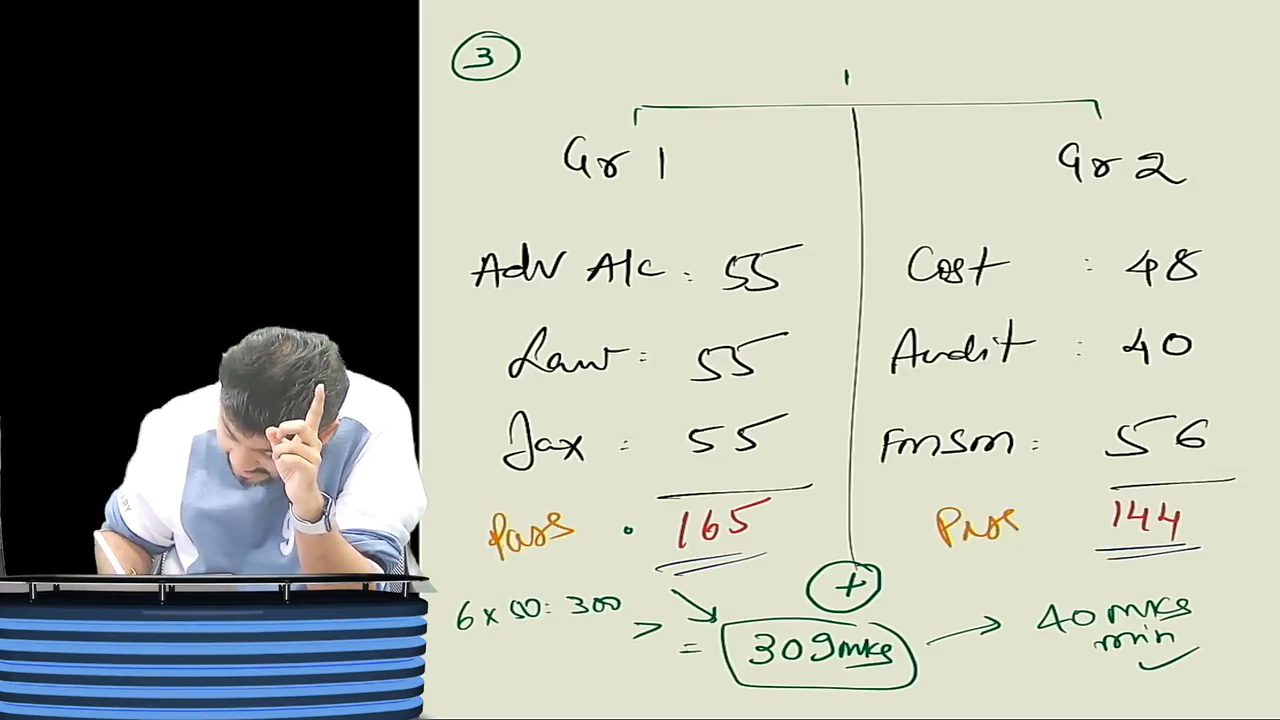 3
Gr 1
Gr 2
Adv A/c : 55
Cost : 48
Law : 55
Audit : 40
Tax : 55
FMSM : 56
Pass . 165
Pass 144
+
6 x 50 : 300 > = 309 mks → 40 mks
min